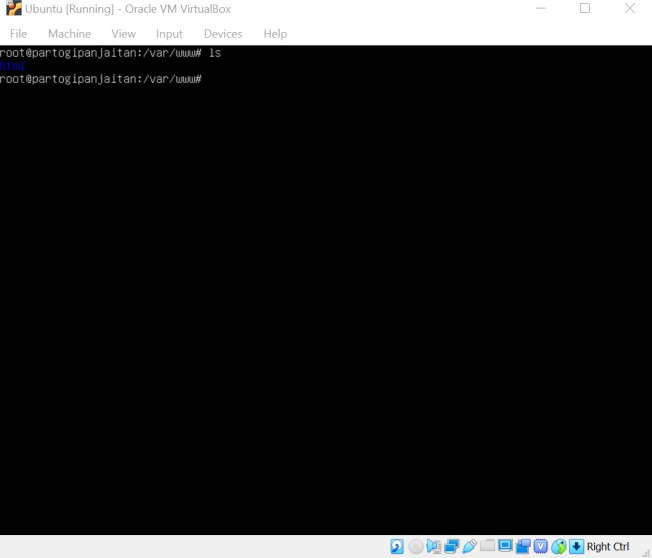 Ubuntu [Running] - Oracle VM VirtualBox
File Machine View Input Devices Help
root@partogipanjaitan:/var/www# ls
html
root@partogipanjaitan:/var/www#
Right Ctrl